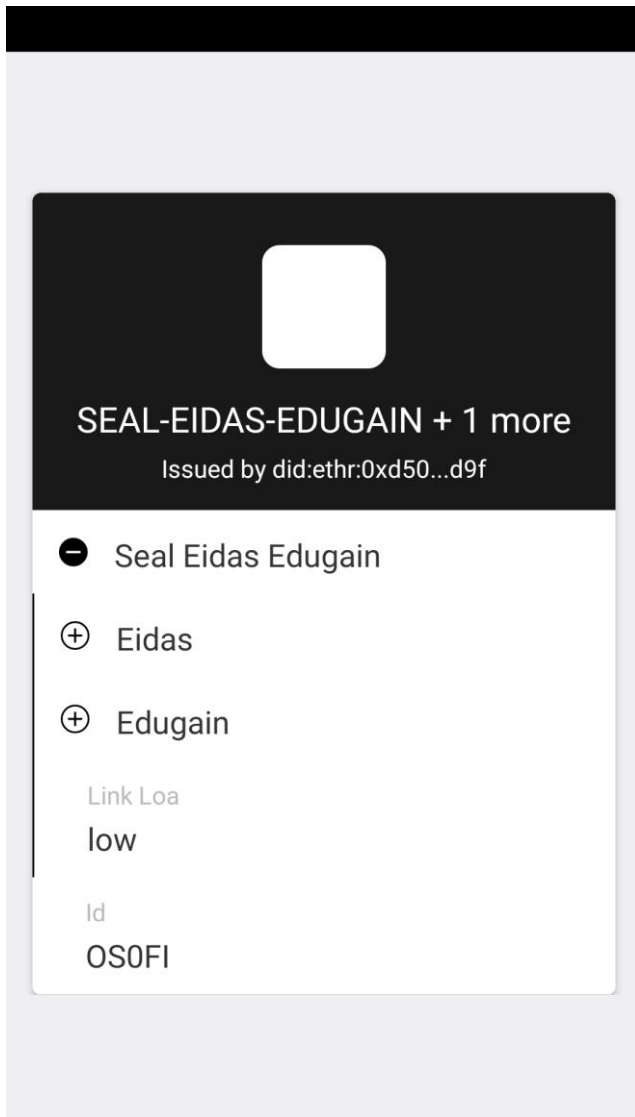 SEAL-EIDAS-EDUGAIN + 1 more
Issued by did:ethr:0xd50...d9f
Seal Eidas Edugain
Eidas
Edugain
Link Loa
low
Id
OS0FI